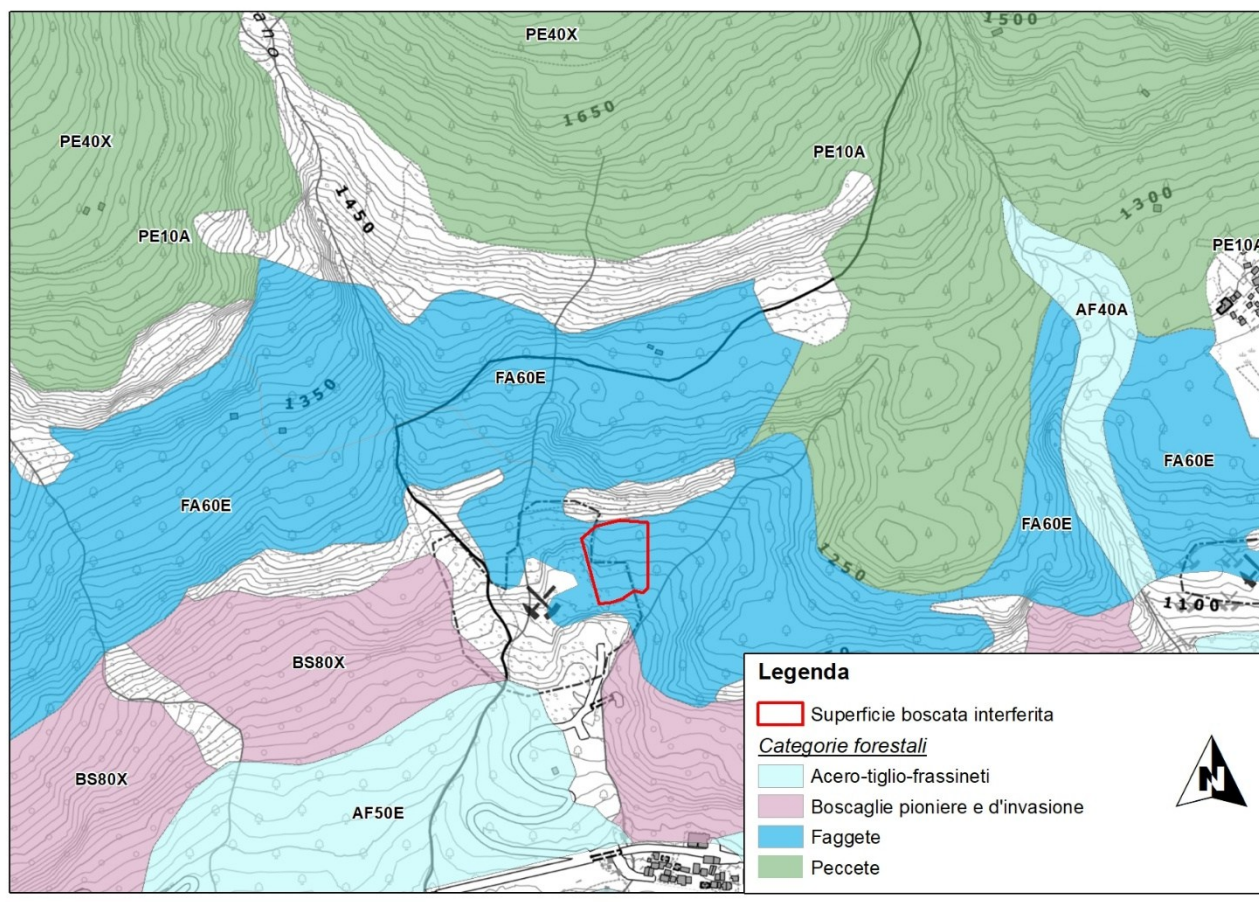 1500
PE40X
ano
1650
PE40X
PE10A
1450
1300
PE10A
PE10A
AF40A
FA60E
1350
FA60E
FA60E
FA60E
1250
1100
BS80X
Legenda
Superficie boscata interferita
Categorie forestali
Acero-tiglio-frassineti
Boscaglie pioniere e d'invasione
Faggete
Peccete
N
BS80X
AF50E